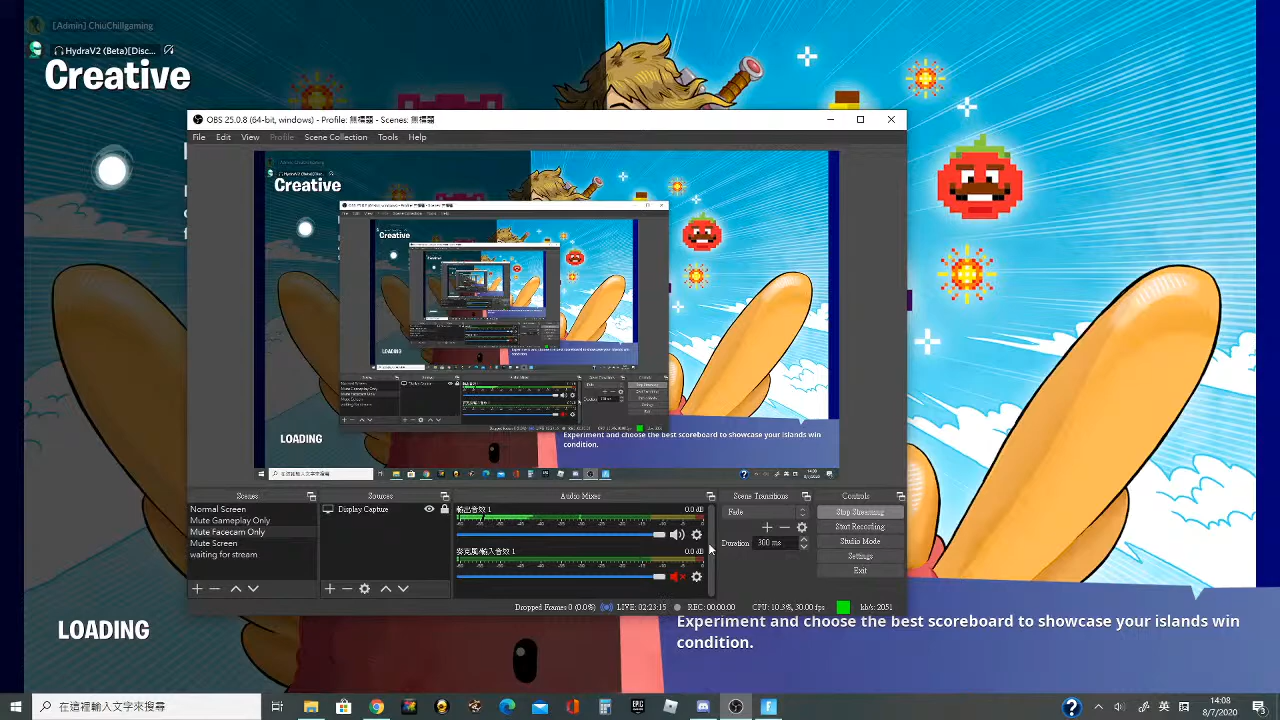 [Admin] ChiuChillgaming
HydraV2 (Beta)[Disc...
Creative
OBS 25.0.8 (64-bit, windows) - Profile: 無標題 - Scenes: 無標題
File Edit View Profile Scene Collection Tools Help
Creative
LOADING
Experiment and choose the best scoreboard to showcase your islands win
condition.
Scenes
Normal Screen
Mute Gameplay Only
Mute Facecam Only
Mute Screen
waiting for stream
Sources
Display Capture
Audio Mixer
輸出音效 1 0.0 dB
麥克風/輸入音效 1 0.0 dB
Scene Transitions
Fade
Duration 300 ms
Controls
Stop Streaming
Start Recording
Studio Mode
Settings
Exit
Dropped Frames 0 (0.0%) LIVE: 02:23:15 REC: 00:00:00 CPU: 10.3%, 30.00 fps kb/s: 2051
LOADING
Experiment and choose the best scoreboard to showcase your islands win
condition.
在這裡輸入文字來搜尋
英
14:08
8/7/2020